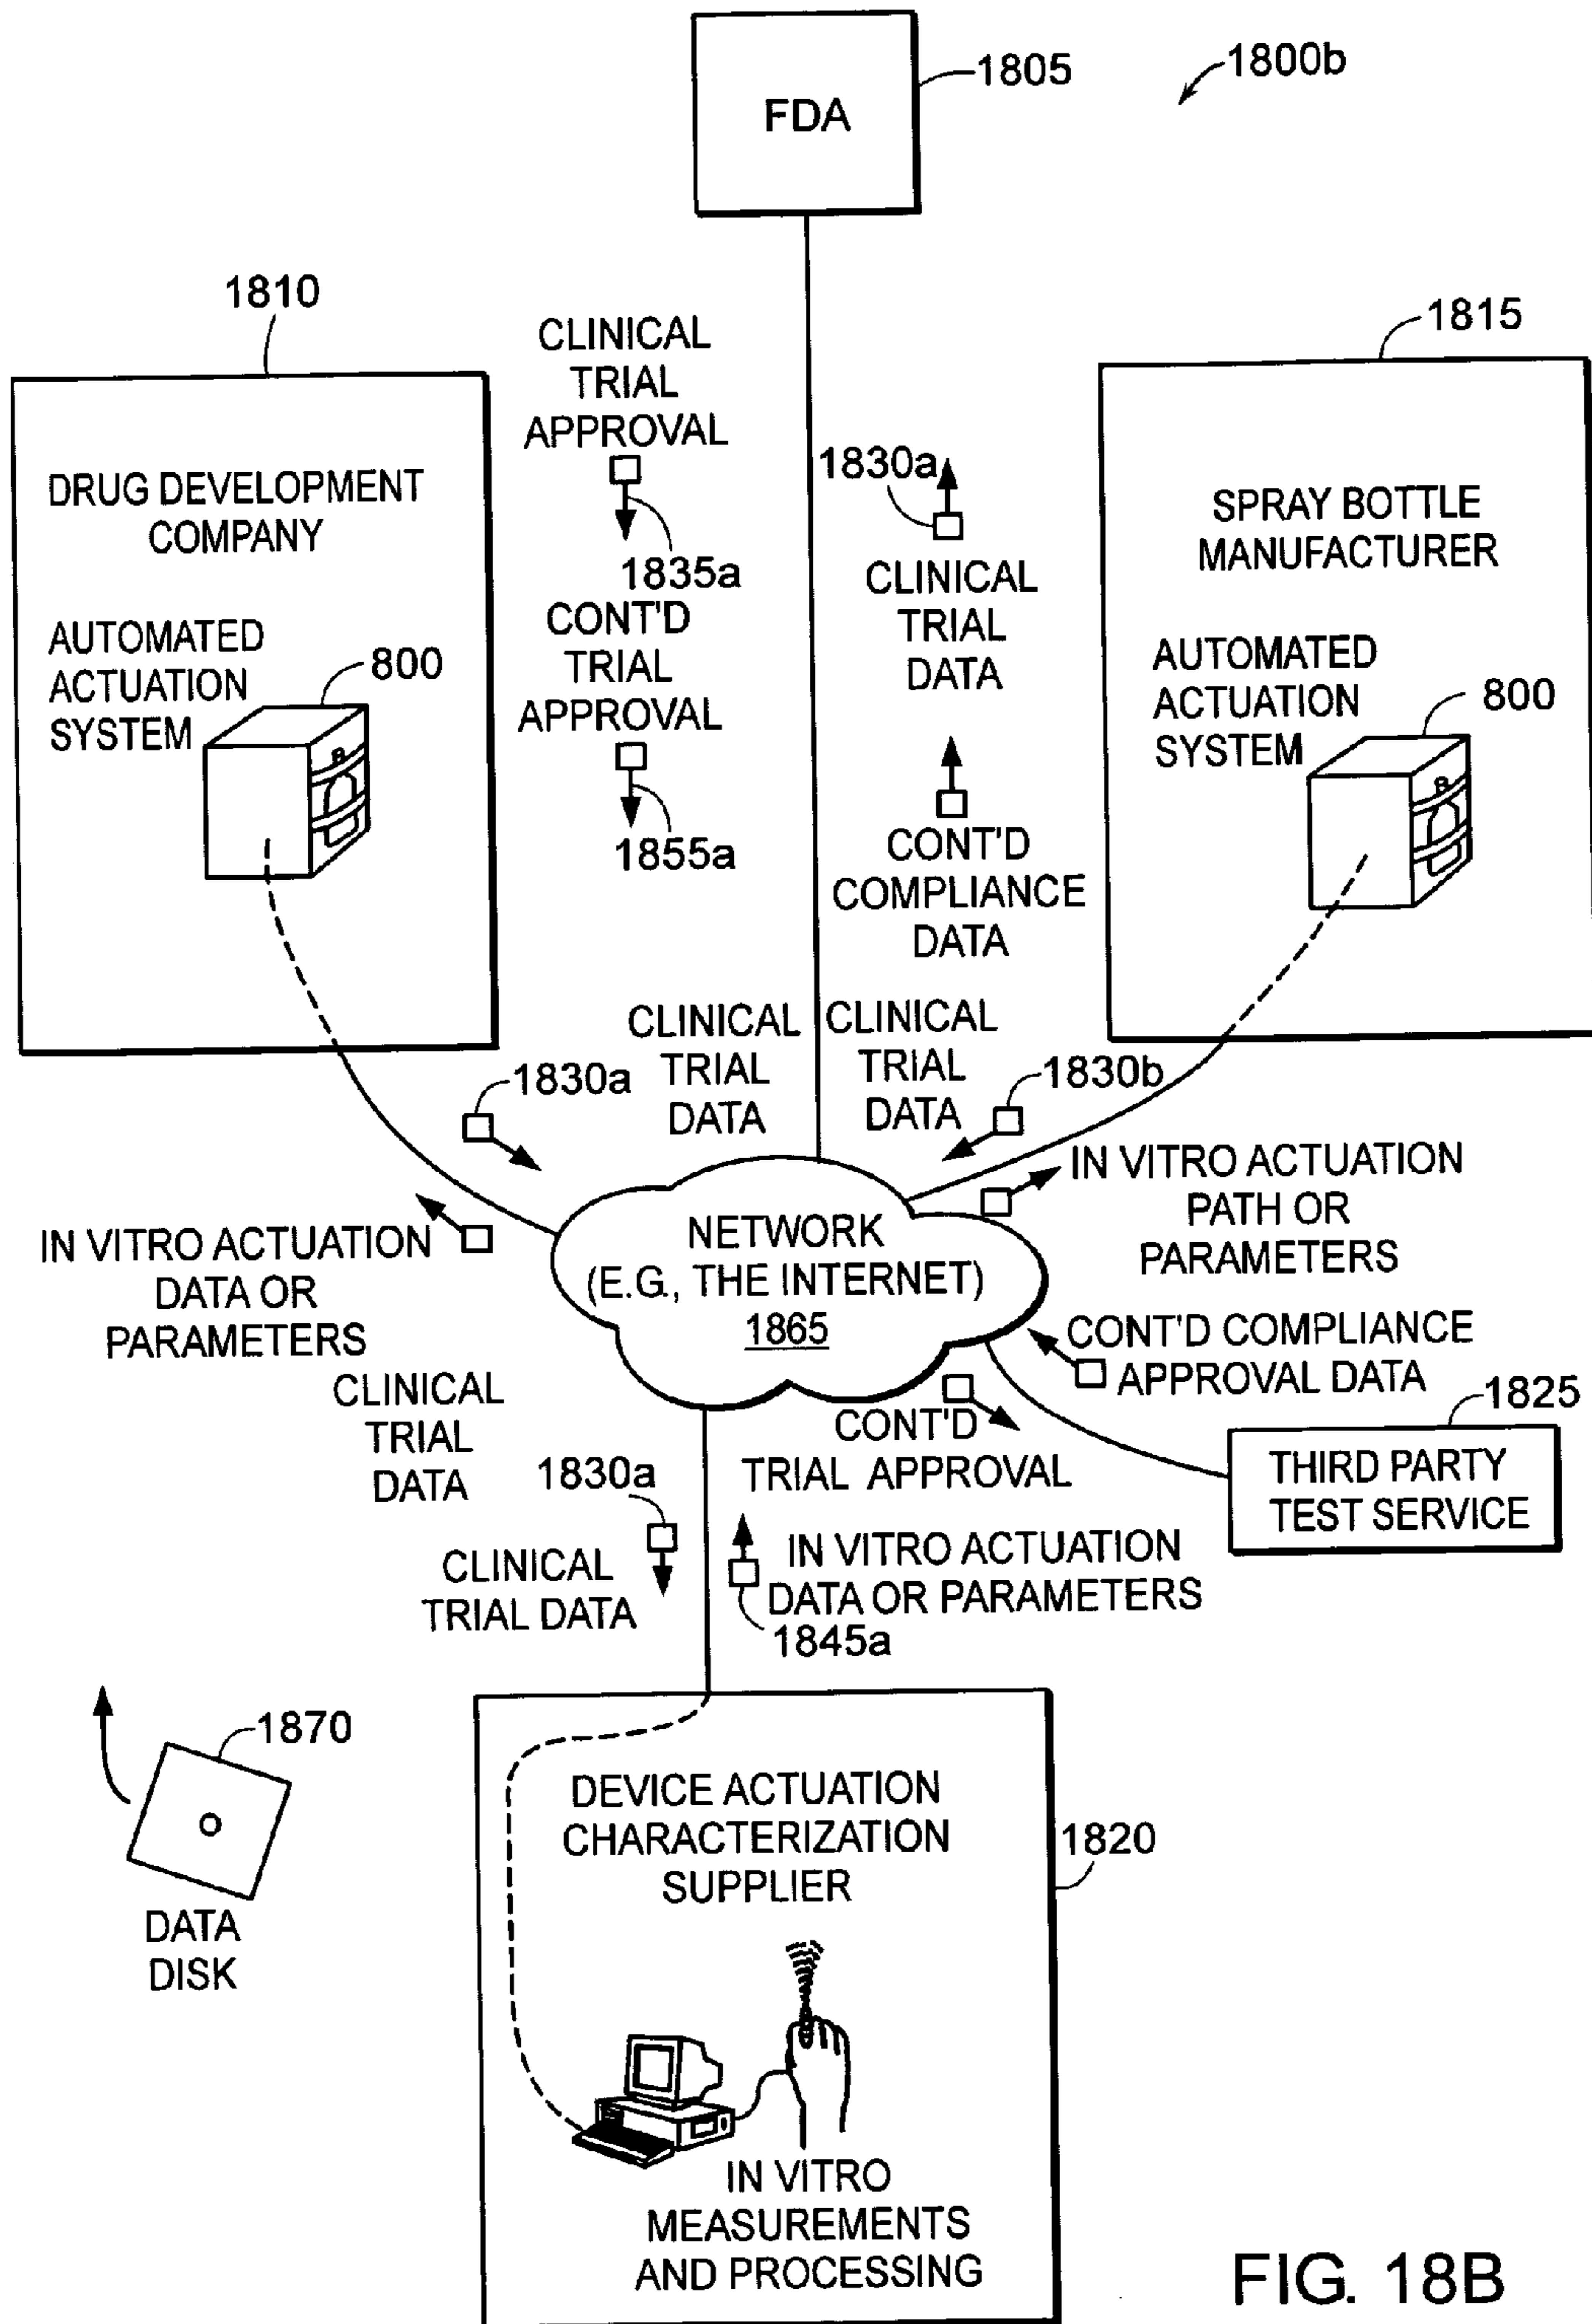 1805
1800b
FDA
1810
1815
CLINICAL
TRIAL
APPROVAL
1835a
CONT'D
TRIAL
APPROVAL
1855a
1830a
CLINICAL
TRIAL
DATA
CONT'D
COMPLIANCE
DATA
DRUG DEVELOPMENT
COMPANY
AUTOMATED
ACTUATION
SYSTEM
800
SPRAY BOTTLE
MANUFACTURER
AUTOMATED
ACTUATION
SYSTEM
800
1830a
CLINICAL
TRIAL
DATA
CLINICAL
TRIAL
DATA
1830b
IN VITRO ACTUATION
DATA OR
PARAMETERS
NETWORK
(E.G., THE INTERNET)
1865
IN VITRO ACTUATION
PATH OR
PARAMETERS
CONT'D COMPLIANCE
APPROVAL DATA
1825
THIRD PARTY
TEST SERVICE
CLINICAL
TRIAL
DATA
1830a
CLINICAL
TRIAL DATA
CONT'D
TRIAL APPROVAL
IN VITRO ACTUATION
DATA OR PARAMETERS
1845a
1870
DATA
DISK
DEVICE ACTUATION
CHARACTERIZATION
SUPPLIER
1820
IN VITRO
MEASUREMENTS
AND PROCESSING
FIG. 18B